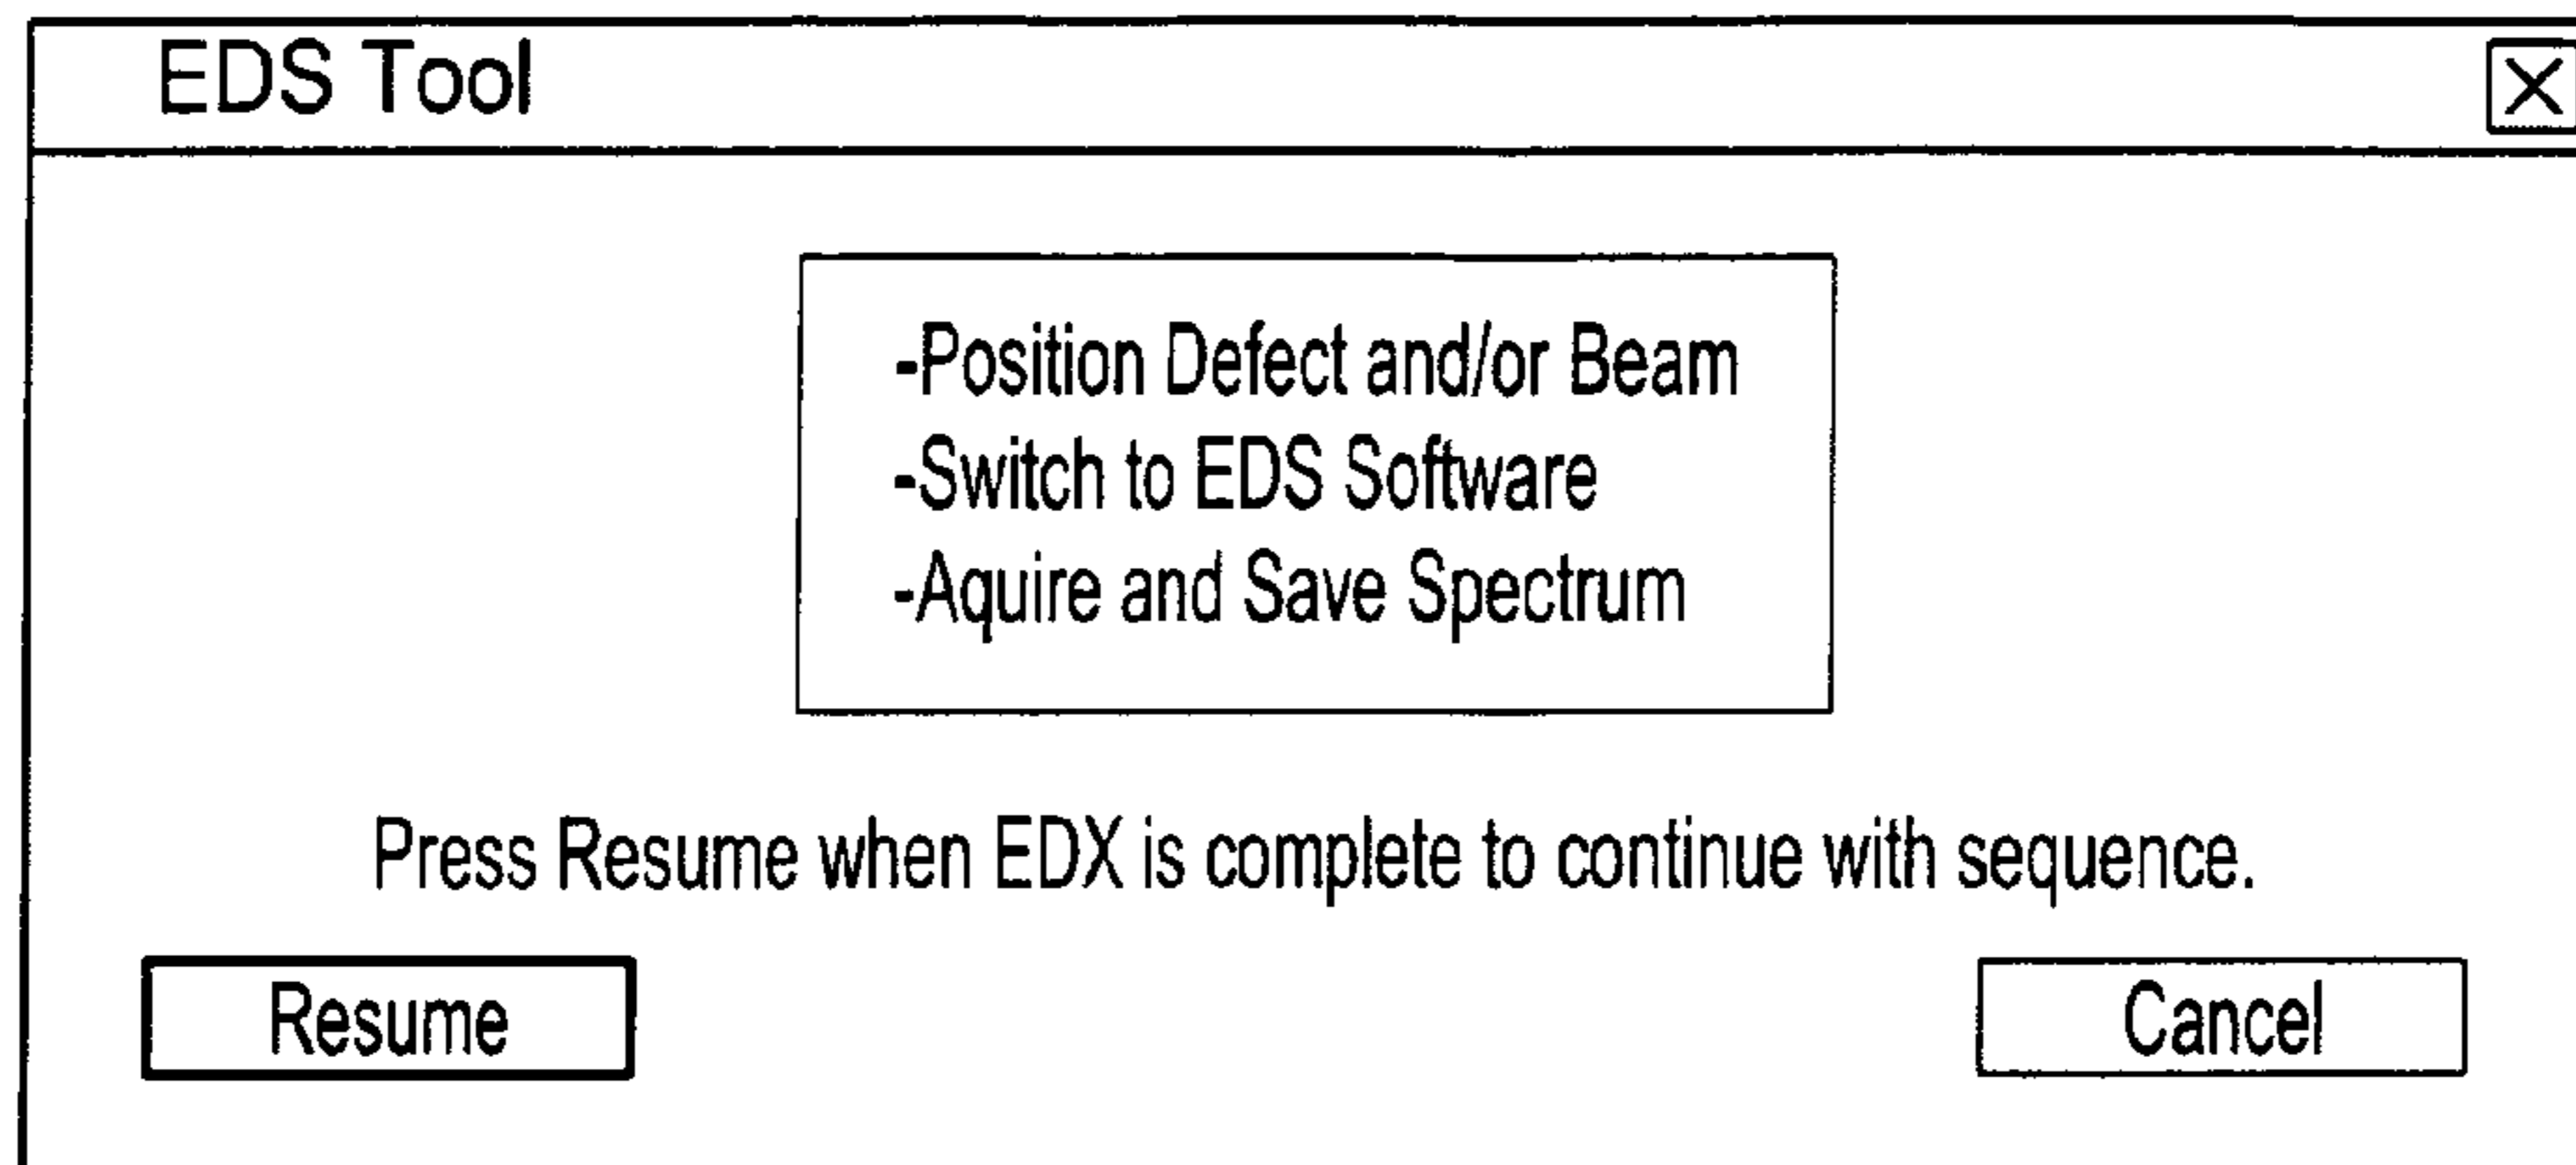 EDS Tool
-Position Defect and/or Beam
-Switch to EDS Software
-Aquire and Save Spectrum
Press Resume when EDX is complete to continue with sequence.
Resume
Cancel